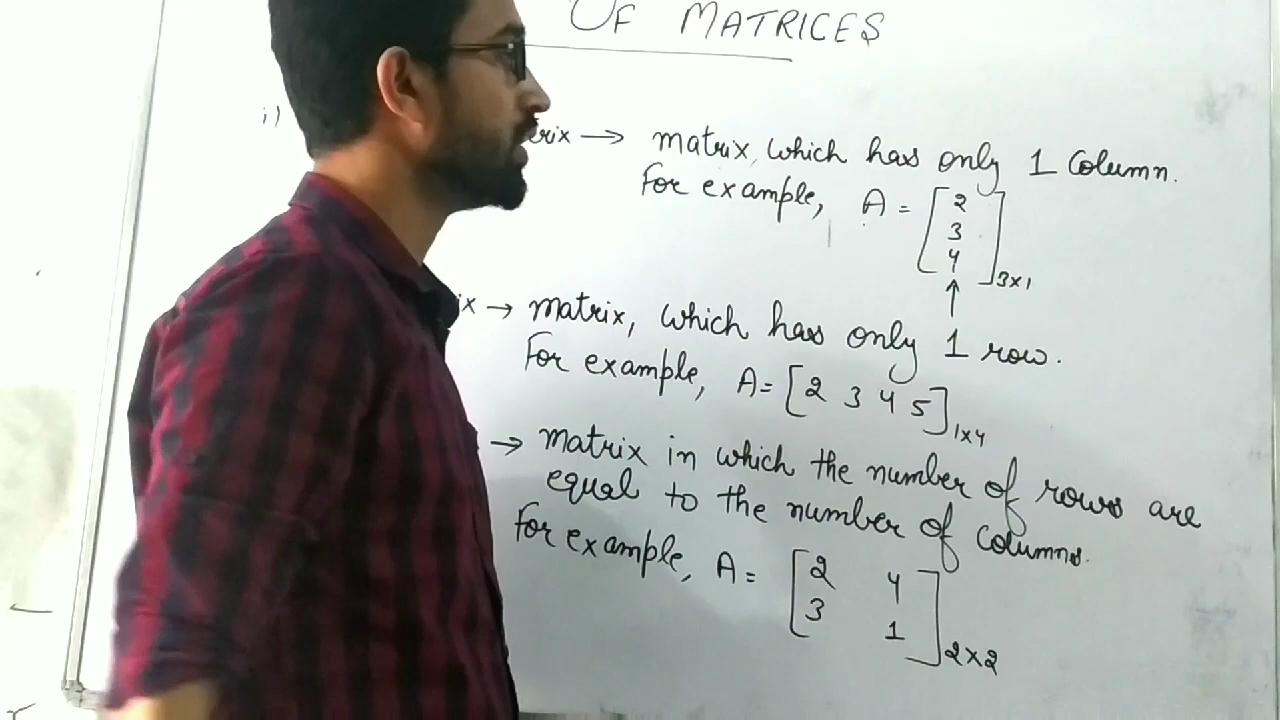 OF MATRICES
i) rix → matrix, which has only 1 column.
For example, A = [2 3 4] 3×1
↑
ix → matrix, which has only 1 row.
For example, A = [2 3 4 5] 1×4
→ matrix in which the number of rows are
equal to the number of columns.
For example, A = [2 4
3 1] 2×2